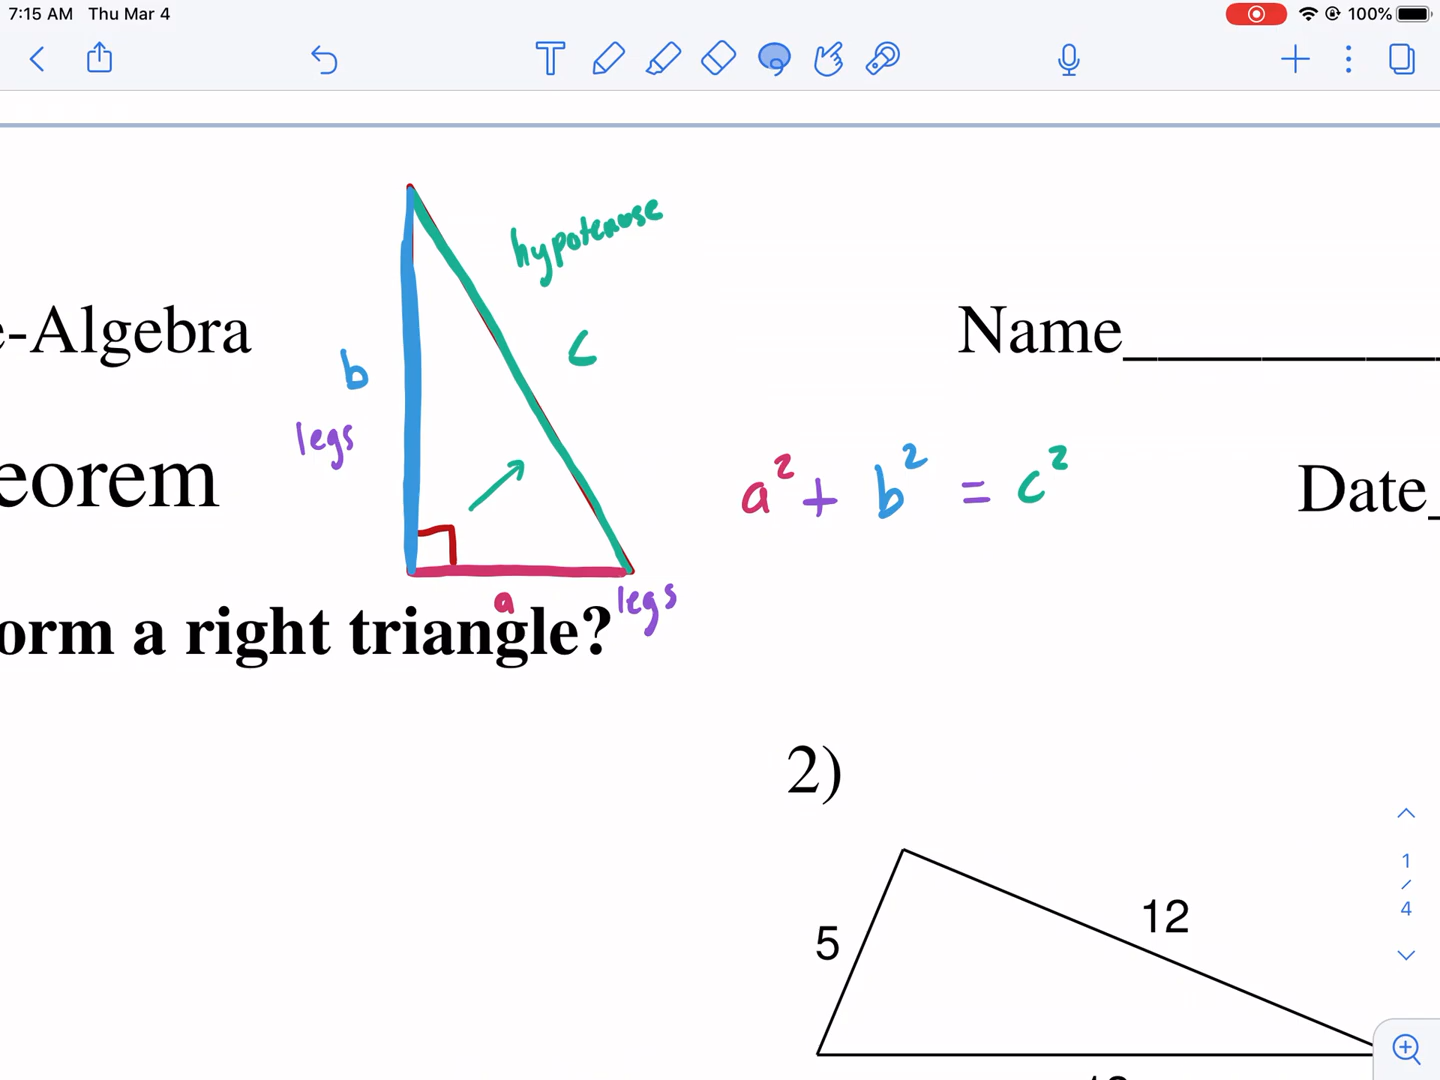 7:15 AM Thu Mar 4
100%
T
hypotenuse
e-Algebra
Name
b
c
legs
a² + b² = c²
eorem
Date
a
legs
orm a right triangle?
2)
1
/
4
12
5